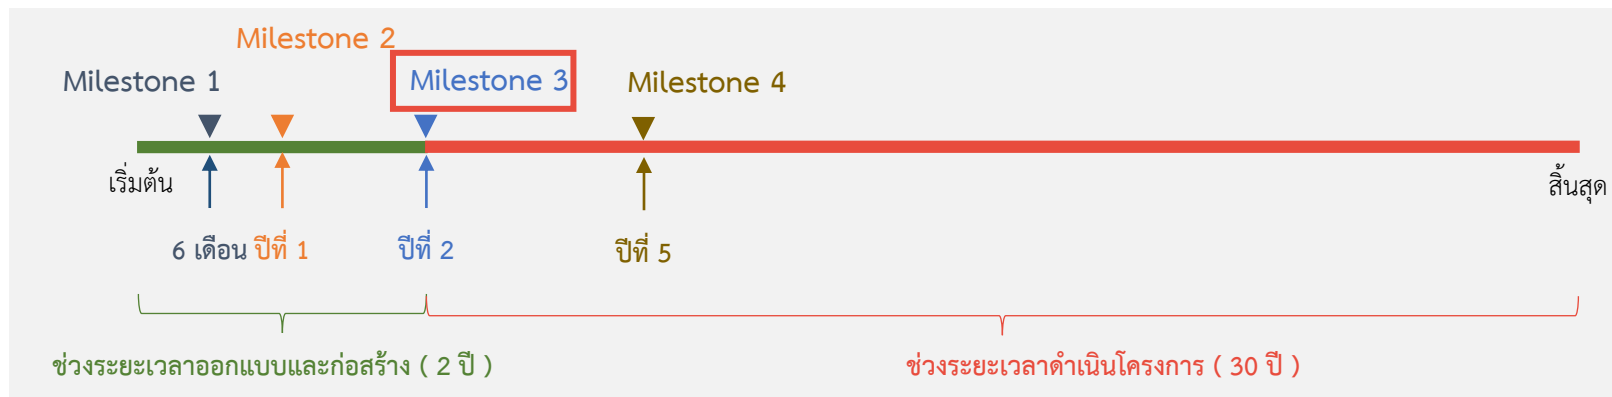 Milestone 2
Milestone 1
Milestone 3
Milestone 4
เริ่มต้น
สิ้นสุด
6 เดือน
ปีที่ 1
ปีที่ 2
ปีที่ 5
ช่วงระยะเวลาออกแบบและก่อสร้าง ( 2 ปี )
ช่วงระยะเวลาดำเนินโครงการ ( 30 ปี )